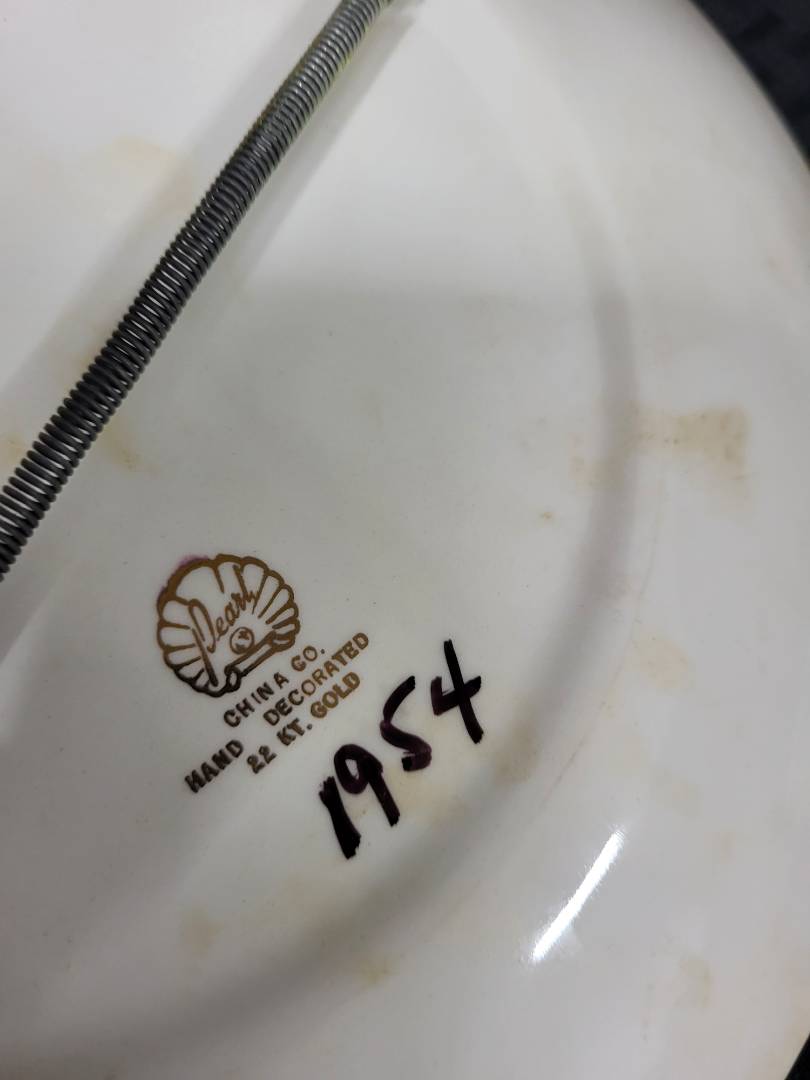 Pearl
CHINA CO.
HAND DECORATED
22 KT. GOLD
1954